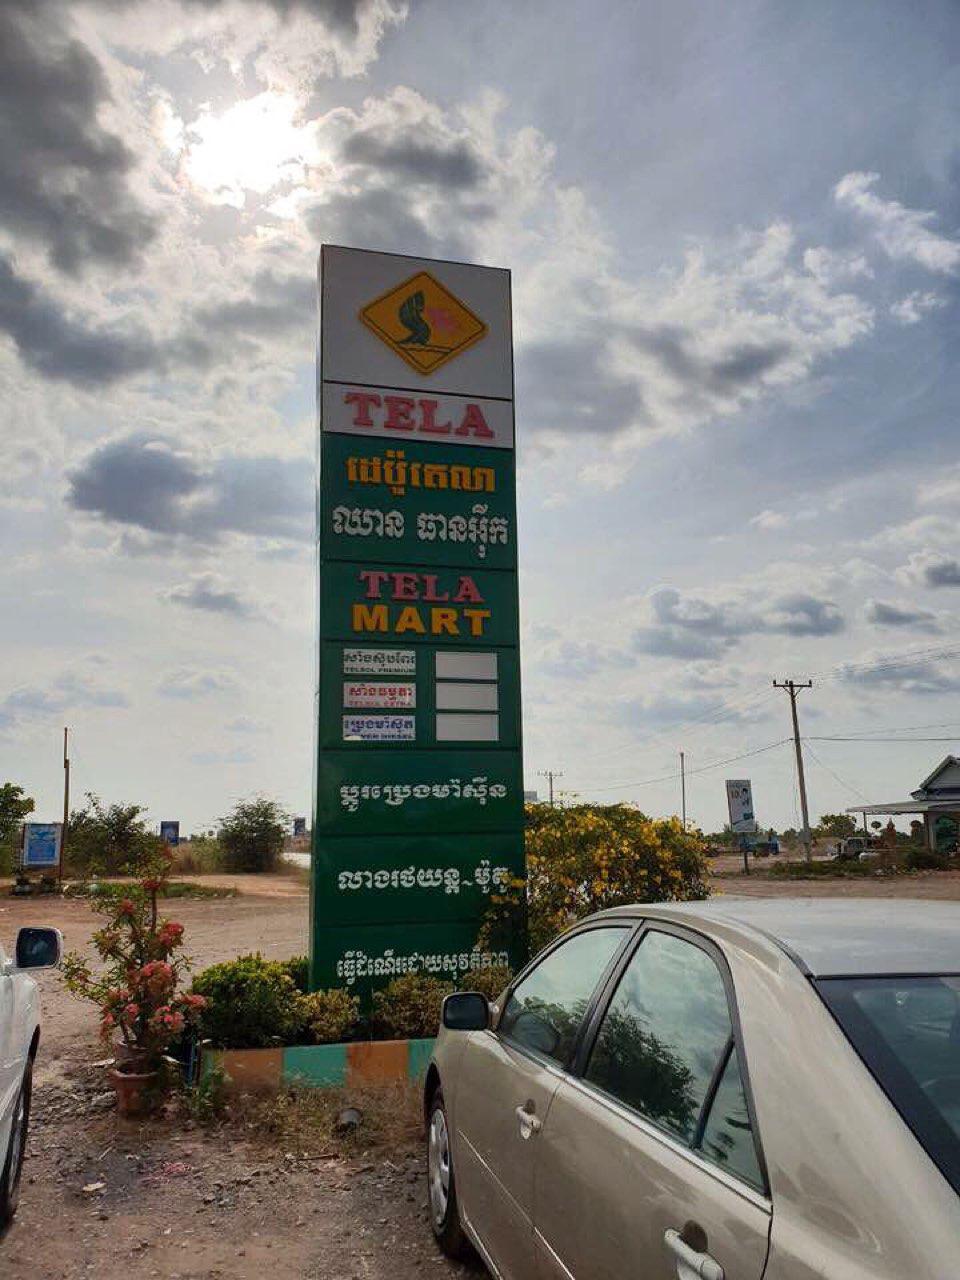 TELA
ដេប៉ូតេលា
ឈាន ធានអ៊ីក
TELA
MART
សាំងស៊ុបពែរ
TELSOL PREMIUM
សាំងធម្មតា
TELSOL EXTRA
ប្រេងម៉ាស៊ូត
DIESEL
ប្តូរប្រេងម៉ាស៊ីន
លាងរថយន្ត~ម៉ូតូ
ធ្វើដំណើរដោយសុវត្ថិភាព